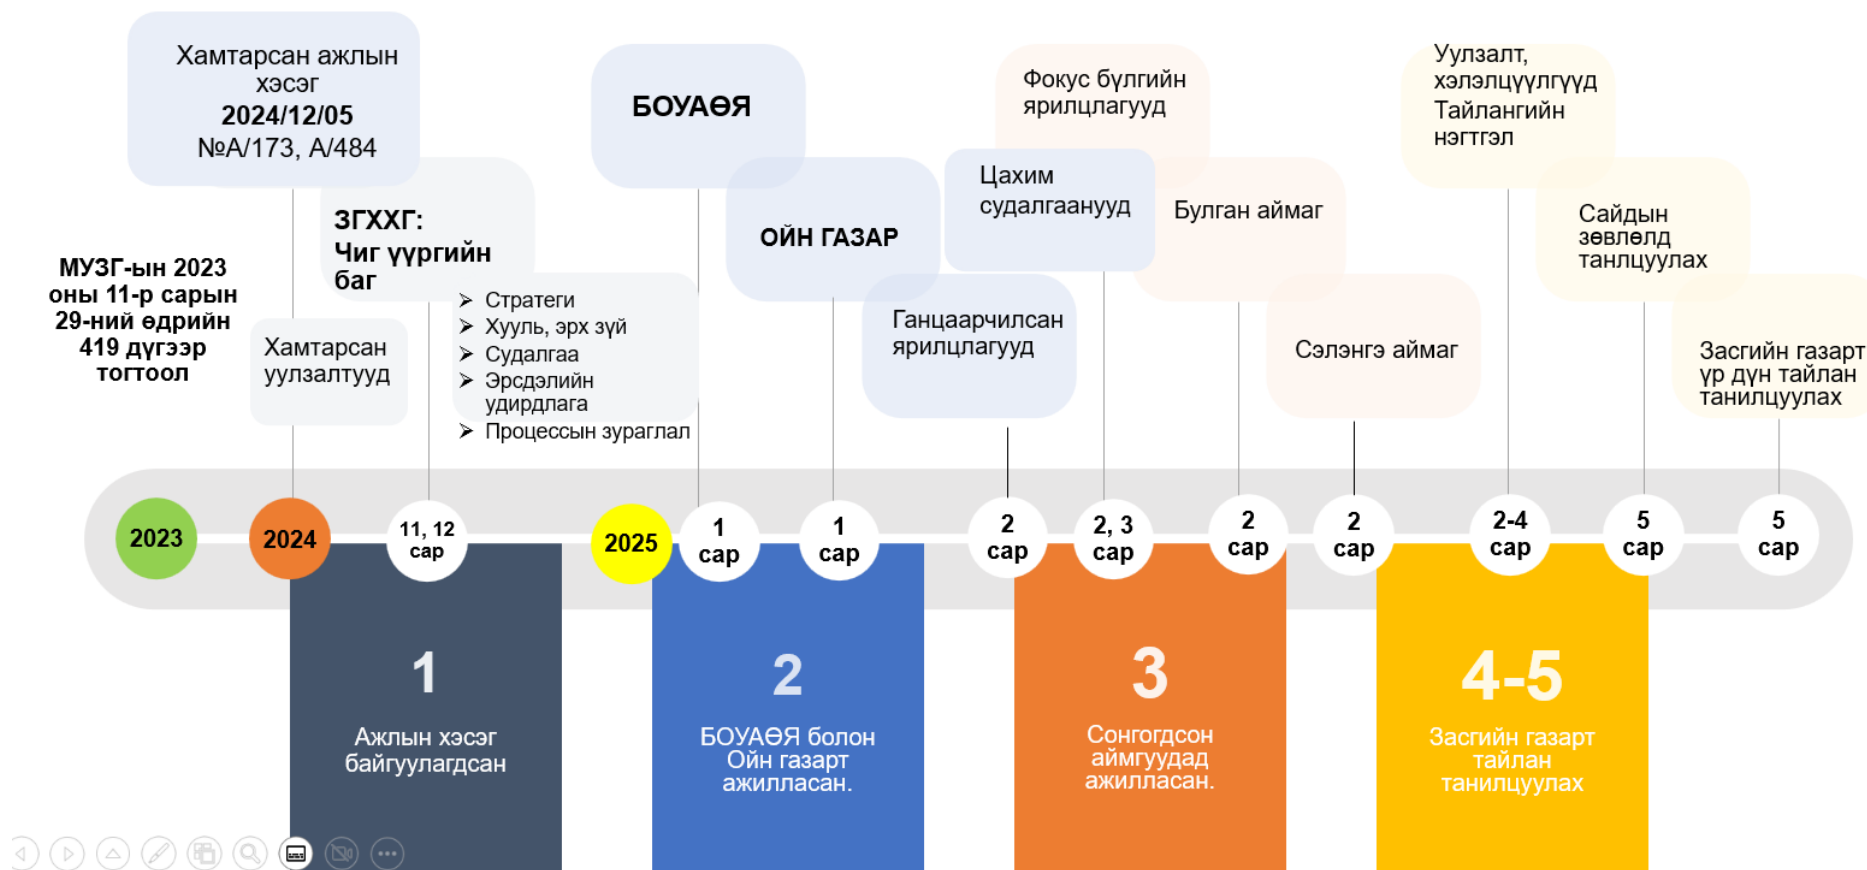 Хамтарсан ажлын
хэсэг
2024/12/05
№А/173, А/484
ЗГХХГ:
Чиг үүргийн
баг
МУЗГ-ын 2023
оны 11-р сарын
29-ний өдрийн
419 дүгээр
тогтоол
Хамтарсан
уулзалтууд
➢ Стратеги
➢ Хууль, эрх зүй
➢ Судалгаа
➢ Эрсдэлийн
удирдлага
➢ Процессын зураглал
БОУАӨЯ
ОЙН ГАЗАР
Ганцаарчилсан
ярилцлагууд
Цахим
судалгаанууд
Фокус бүлгийн
ярилцлагууд
Булган аймаг
Сэлэнгэ аймаг
Уулзалт,
хэлэлцүүлгүүд
Тайлангийн
нэгтгэл
Сайдын
зөвлөлд
танлцуулах
Засгийн газарт
үр дүн тайлан
танилцуулах
2023
2024
11, 12
сар
2025
1
сар
1
сар
2
сар
2, 3
сар
2
сар
2
сар
2-4
сар
5
сар
5
сар
1
Ажлын хэсэг
байгуулагдсан
2
БОУАӨЯ болон
Ойн газарт
ажилласан.
3
Сонгогдсон
аймгуудад
ажилласан.
4-5
Засгийн газарт
тайлан
танилцуулах